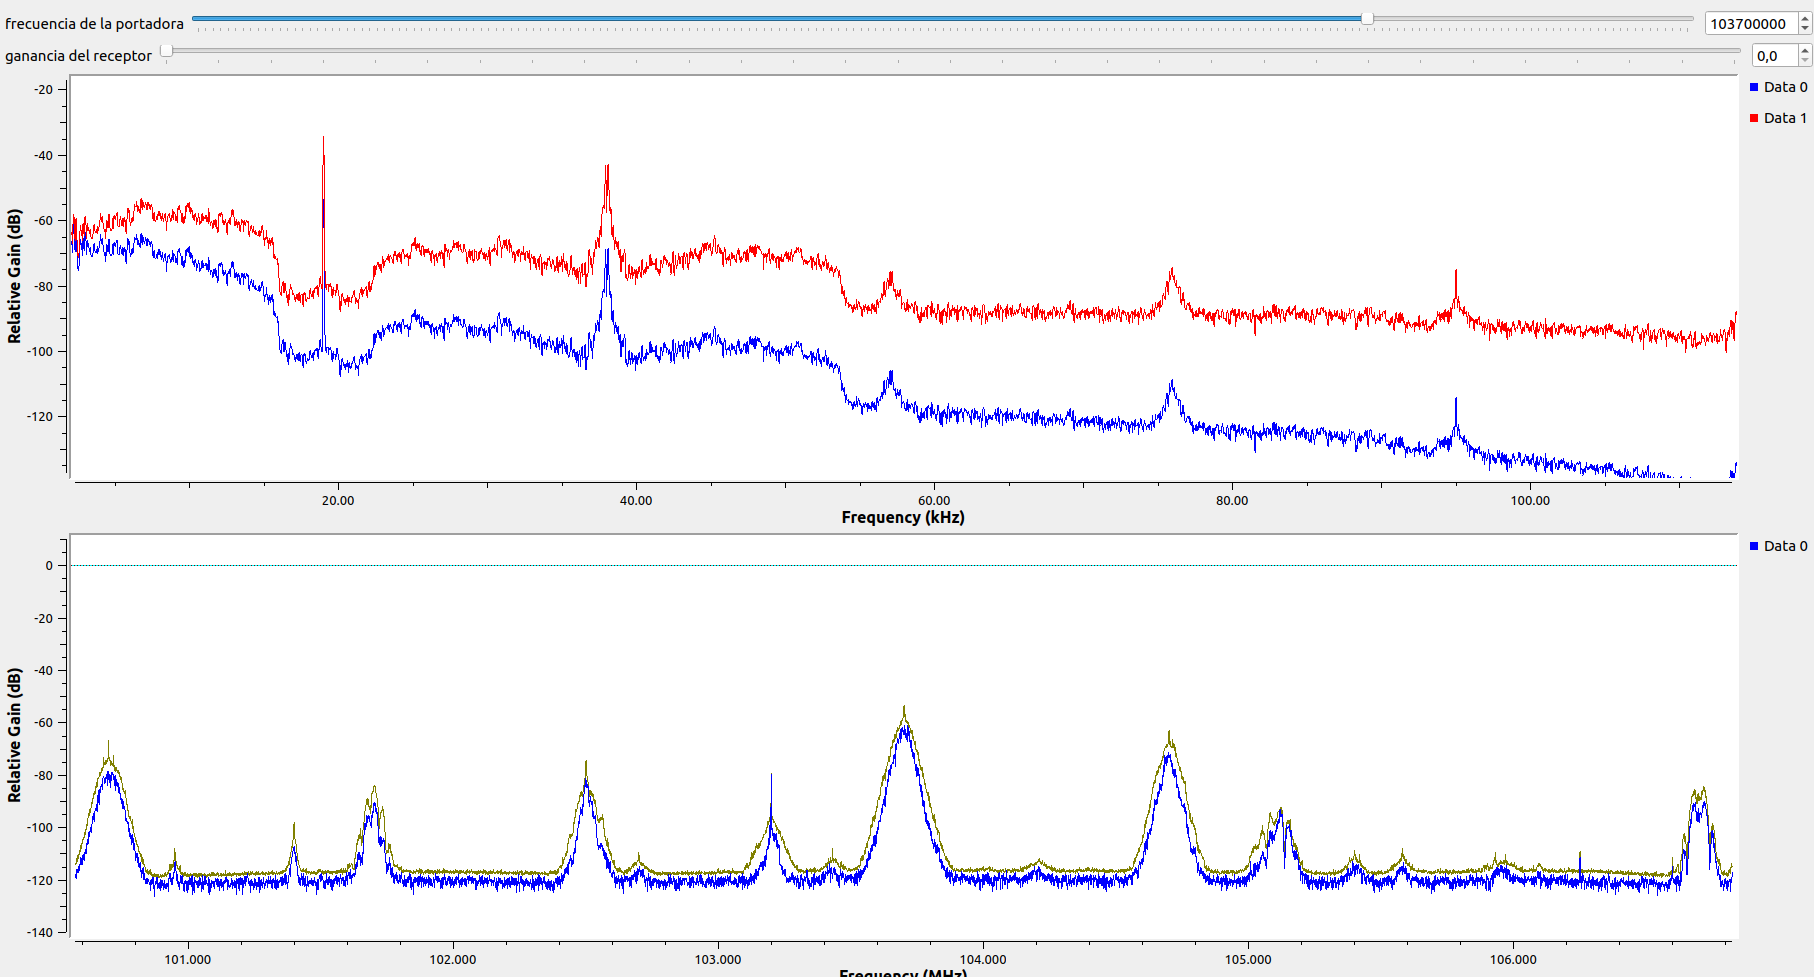 frecuencia de la portadora 103700000
ganancia del receptor 0,0
Data 0
Data 1
Relative Gain (dB)
-20
-40
-60
-80
-100
-120
20.00 40.00 60.00 80.00 100.00
Frequency (kHz)
Data 0
Relative Gain (dB)
0
-20
-40
-60
-80
-100
-120
-140
101.000 102.000 103.000 104.000 105.000 106.000
Frequency (MHz)